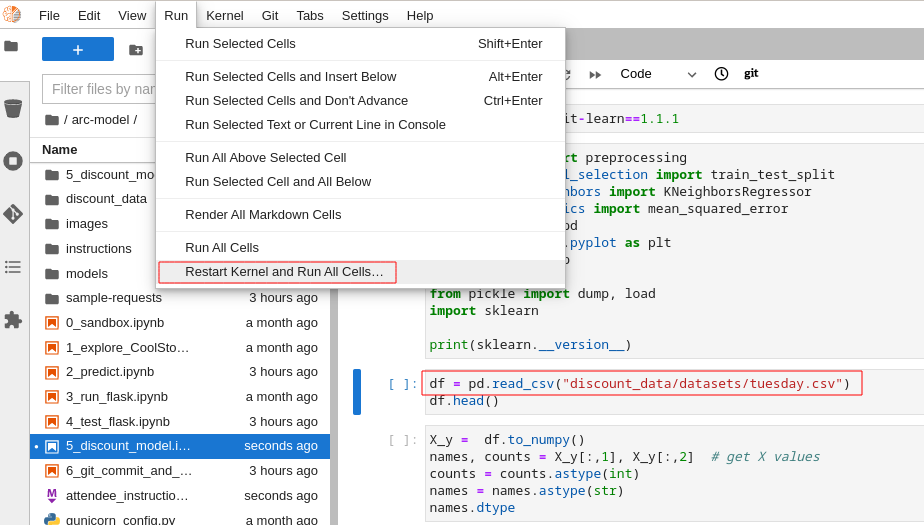 File Edit View Run Kernel Git Tabs Settings Help
Run Selected Cells Shift+Enter
Run Selected Cells and Insert Below Alt+Enter
Run Selected Cells and Don't Advance Ctrl+Enter
Run Selected Text or Current Line in Console
Run All Above Selected Cell
Run Selected Cell and All Below
Render All Markdown Cells
Run All Cells
Restart Kernel and Run All Cells…
+
Filter files by nar
/ arc-model /
Name
5_discount_mo
discount_data
images
instructions
models
sample-requests 3 hours ago
0_sandbox.ipynb a month ago
1_explore_CoolSto… a month ago
2_predict.ipynb 3 hours ago
3_run_flask.ipynb a month ago
4_test_flask.ipynb 3 hours ago
5_discount_model.i… seconds ago
6_git_commit_and_… 3 hours ago
attendee_instructio… seconds ago
gunicorn_config.py a month ago
Code git
it-learn==1.1.1
rt preprocessing
l_selection import train_test_split
hbors import KNeighborsRegressor
ics import mean_squared_error
pd
.pyplot as plt
from pickle import dump, load
import sklearn
print(sklearn.__version__)
[ ]: df = pd.read_csv("discount_data/datasets/tuesday.csv")
df.head()
[ ]: X_y = df.to_numpy()
names, counts = X_y[:,1], X_y[:,2] # get X values
counts = counts.astype(int)
names = names.astype(str)
names.dtype